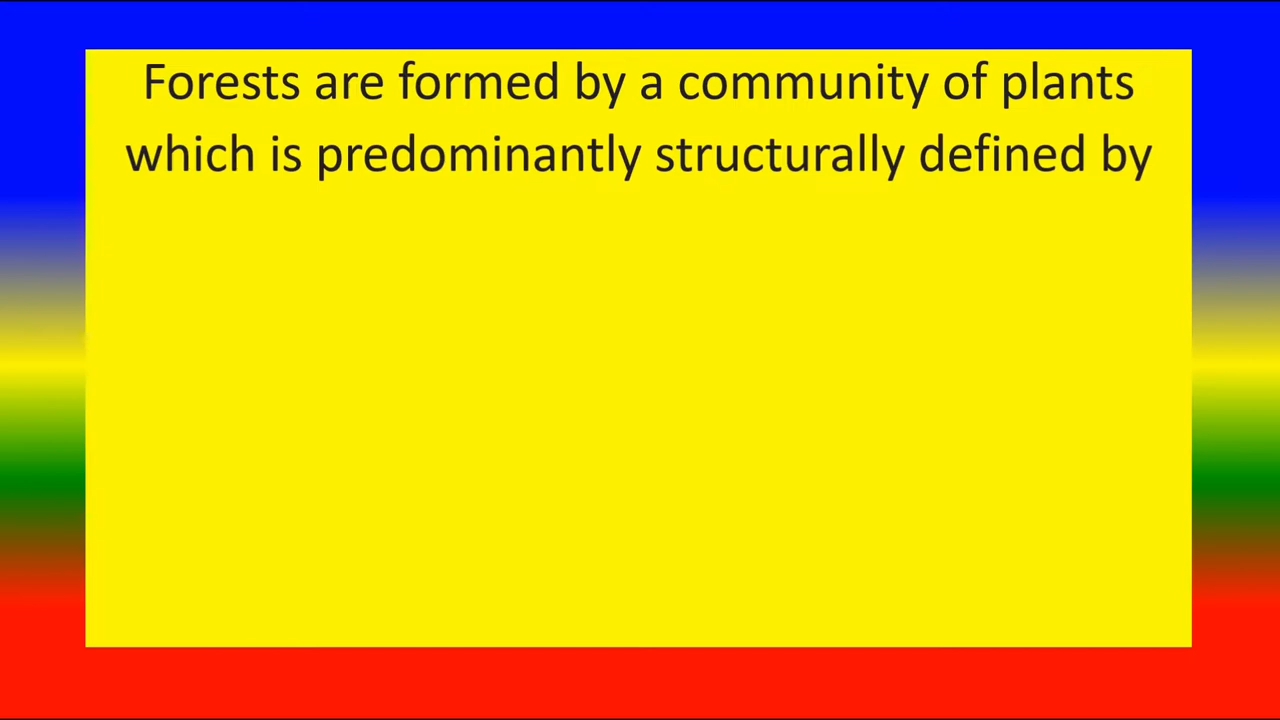 Forests are formed by a community of plants
which is predominantly structurally defined by